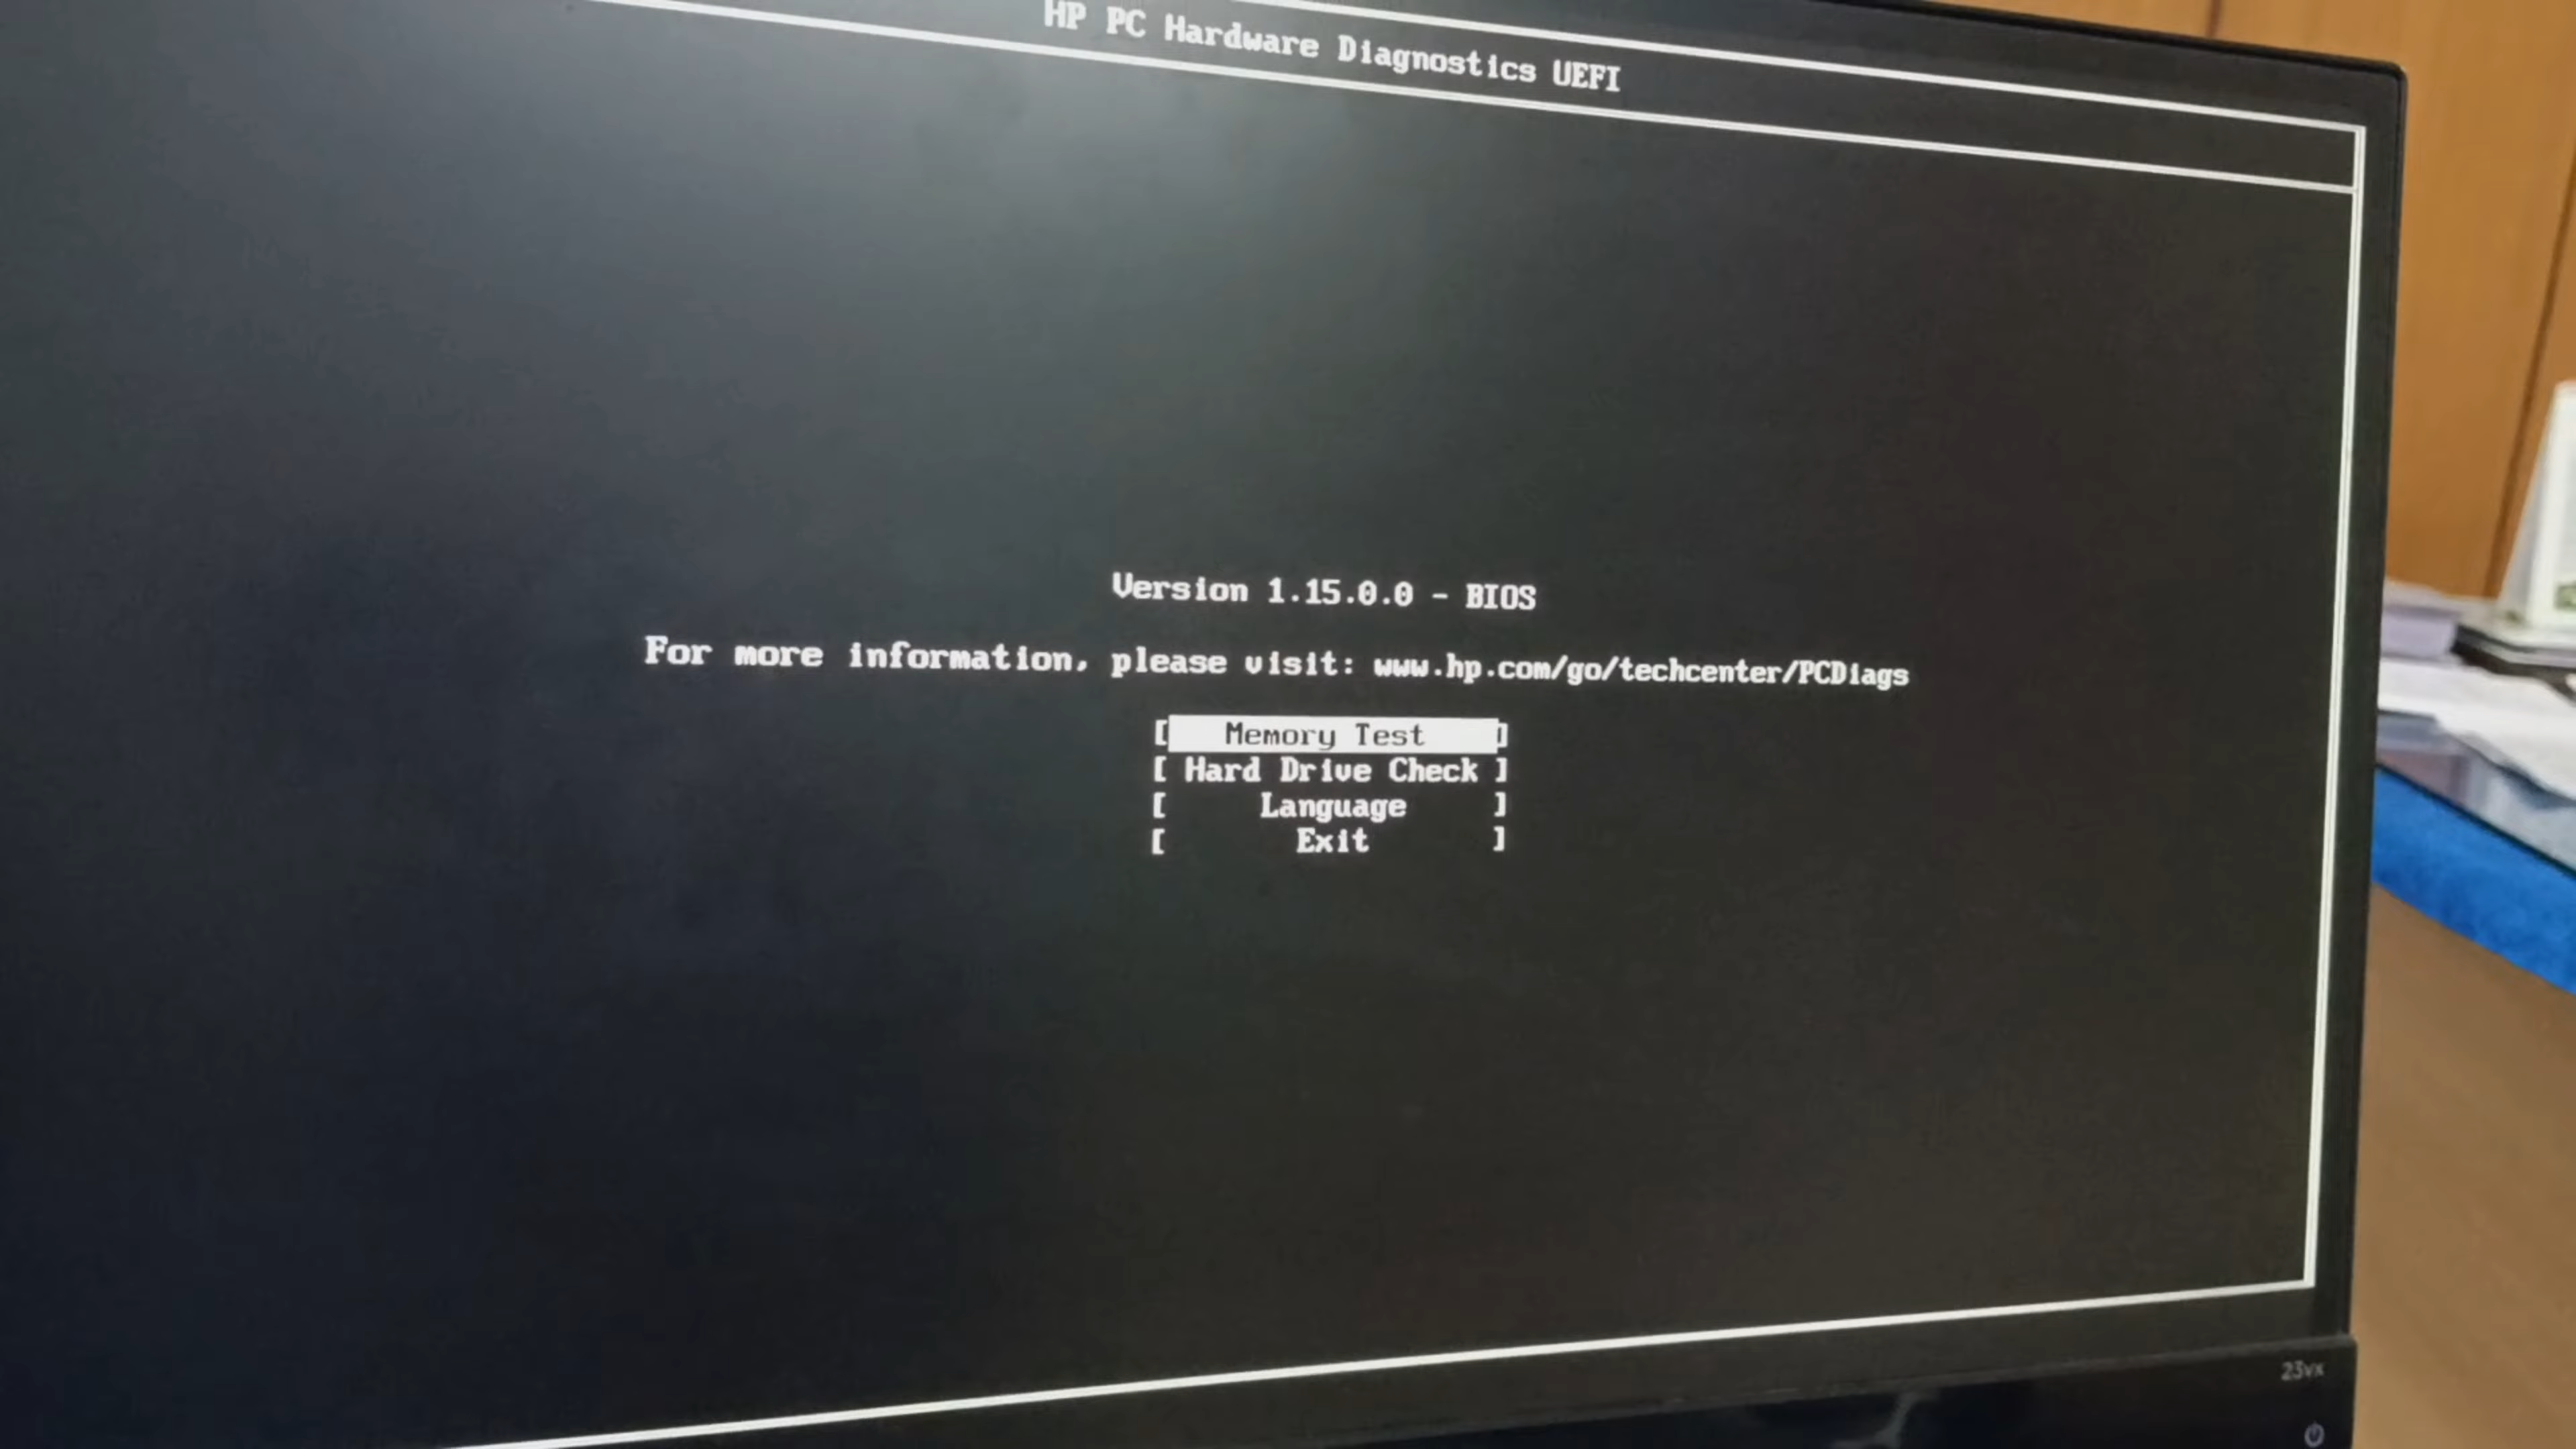 HP PC Hardware Diagnostics UEFI
Version 1.15.0.0 - BIOS
For more information, please visit: www.hp.com/go/techcenter/PCDiags
[ Memory Test ]
[ Hard Drive Check ]
[ Language ]
[ Exit ]
23vx